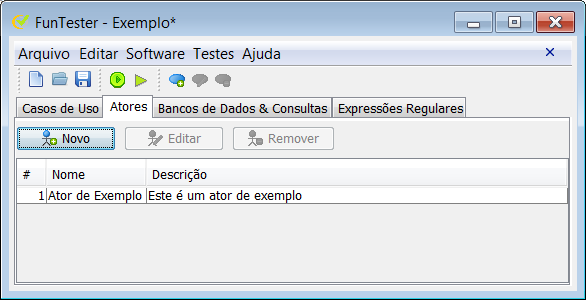 FunTester - Exemplo*
Arquivo Editar Software Testes Ajuda
Casos de Uso Atores Bancos de Dados & Consultas Expressões Regulares
Novo Editar Remover
# Nome Descrição
1 Ator de Exemplo Este é um ator de exemplo